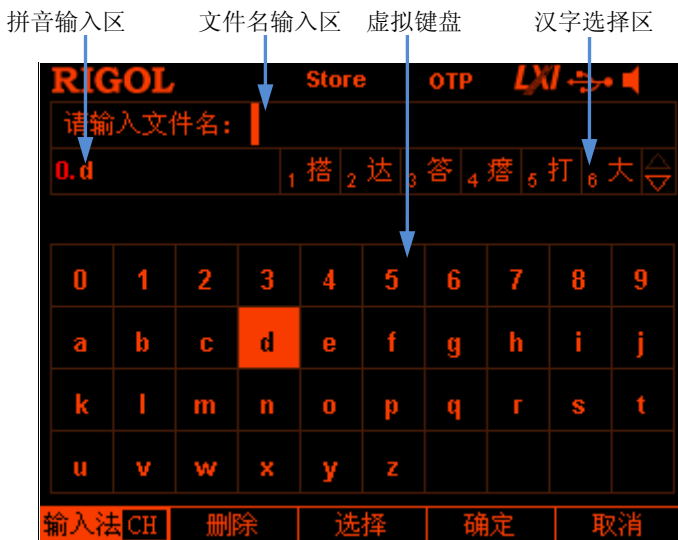 拼音输入区 文件名输入区 虚拟键盘 汉字选择区
RIGOL Store OTP LXI
请输入文件名：
0.d 1 搭 2 达 3 答 4 瘩 5 打 6 大
0 1 2 3 4 5 6 7 8 9
a b c d e f g h i j
k l m n o p q r s t
u v w x y z
输入法 CH 删除 选择 确定 取消